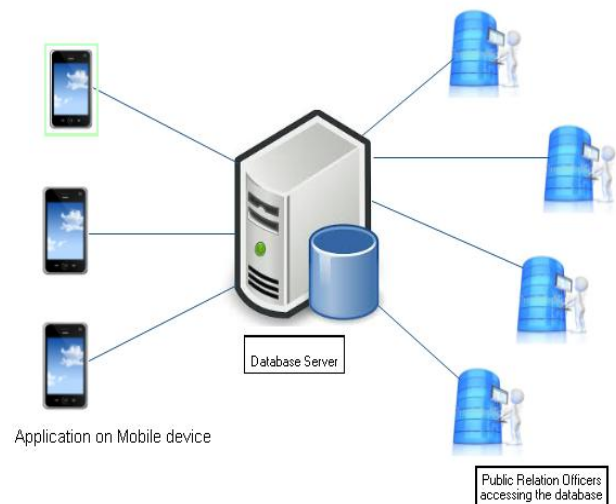 Database Server
Application on Mobile device
Public Relation Officers
accessing the database